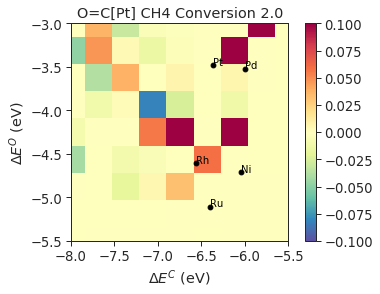 O=C[Pt] CH4 Conversion 2.0
ΔE^O (eV)
−3.0
−3.5
−4.0
−4.5
−5.0
−5.5
Pt
Pd
Rh
Ni
Ru
−8.0 −7.5 −7.0 −6.5 −6.0 −5.5
ΔE^C (eV)
0.100
0.075
0.050
0.025
0.000
−0.025
−0.050
−0.075
−0.100